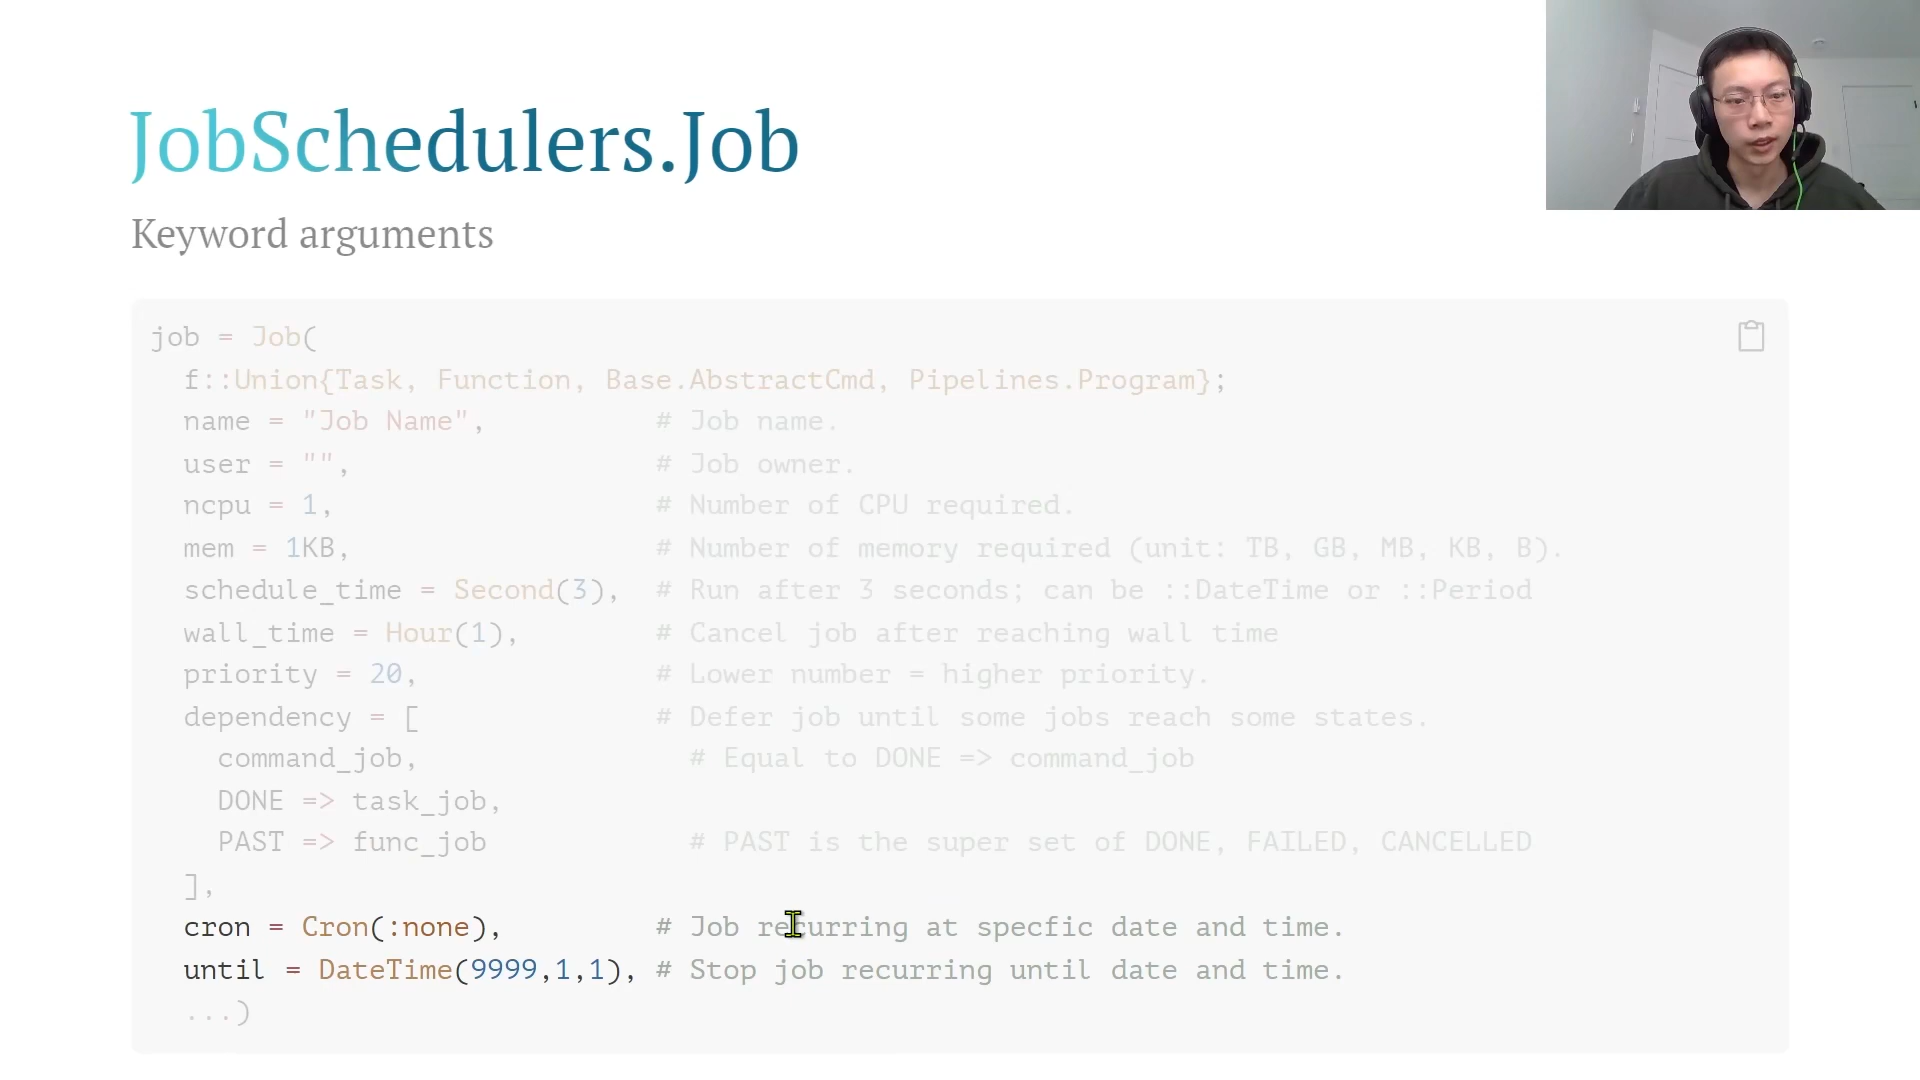 JobSchedulers.Job
Keyword arguments
job = Job(
  f::Union{Task, Function, Base.AbstractCmd, Pipelines.Program};
  name = "Job Name",          # Job name.
  user = "",                  # Job owner.
  ncpu = 1,                   # Number of CPU required.
  mem = 1KB,                  # Number of memory required (unit: TB, GB, MB, KB, B).
  schedule_time = Second(3),  # Run after 3 seconds; can be ::DateTime or ::Period
  wall_time = Hour(1),        # Cancel job after reaching wall time
  priority = 20,              # Lower number = higher priority.
  dependency = [              # Defer job until some jobs reach some states.
    command_job,                # Equal to DONE => command_job
    DONE => task_job,
    PAST => func_job            # PAST is the super set of DONE, FAILED, CANCELLED
  ],
  cron = Cron(:none),         # Job recurring at specfic date and time.
  until = DateTime(9999,1,1), # Stop job recurring until date and time.
  ...)